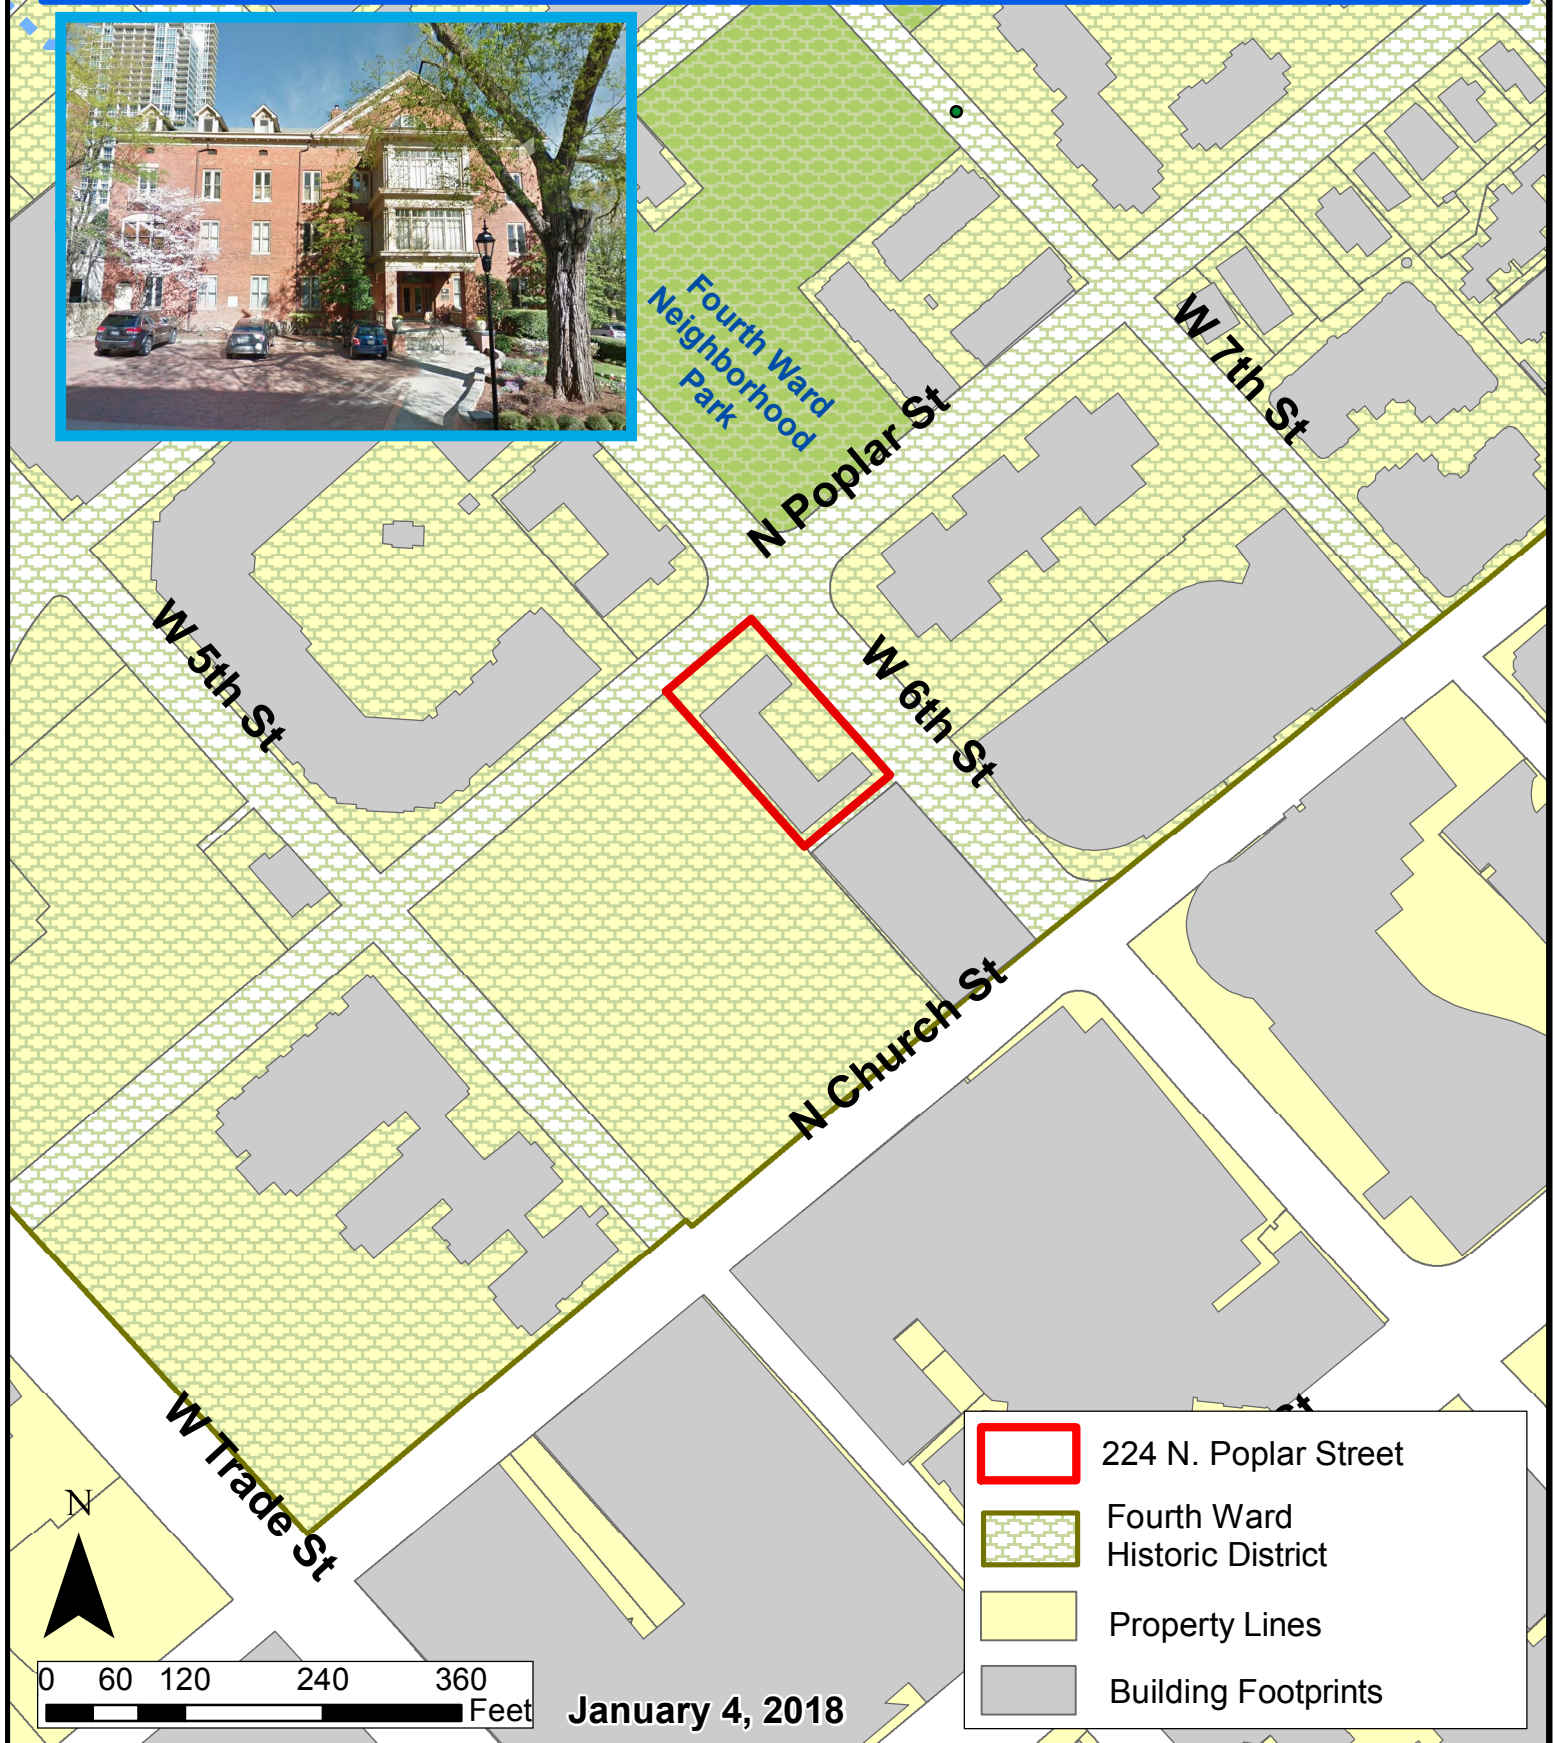 Fourth Ward
Neighborhood
Park
W 7th St
N Poplar St
W 5th St
W 6th St
N Church St
W Trade St
St
N
0 60 120 240 360
Feet
January 4, 2018
224 N. Poplar Street
Fourth Ward
Historic District
Property Lines
Building Footprints